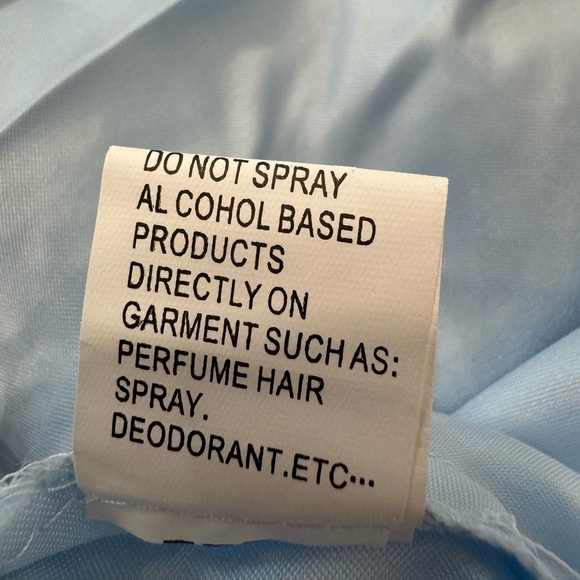 DO NOT SPRAY
AL COHOL BASED
PRODUCTS
DIRECTLY ON
GARMENT SUCH AS:
PERFUME HAIR
SPRAY.
DEODORANT.ETC···